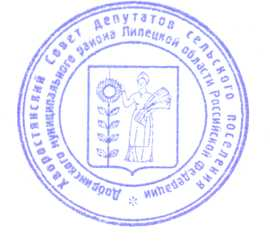 Хворостянский Совет депутатов сельского поселения
Добринского муниципального района Липецкой области Российской Федерации